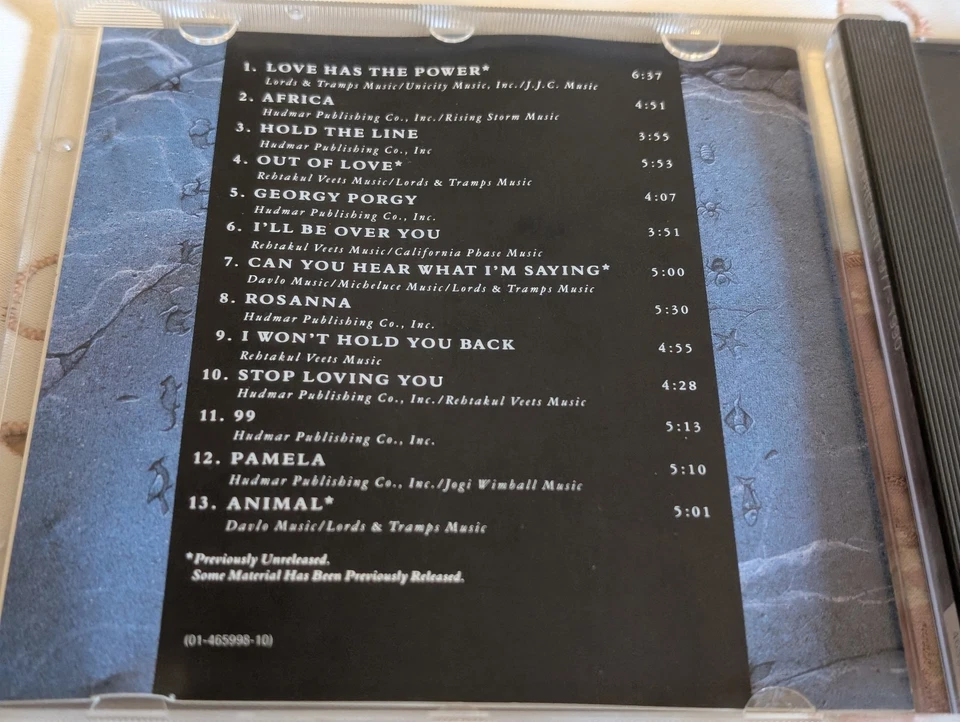 1. LOVE HAS THE POWER* 6:37
Lords & Tramps Music/Unicity Music, Inc./J.J.C. Music
2. AFRICA 4:51
Hudmar Publishing Co., Inc./Rising Storm Music
3. HOLD THE LINE 3:55
Hudmar Publishing Co., Inc
4. OUT OF LOVE* 5:53
Rehtakul Veets Music/Lords & Tramps Music
5. GEORGY PORGY 4:07
Hudmar Publishing Co., Inc.
6. I'LL BE OVER YOU 3:51
Rehtakul Veets Music/California Phase Music
7. CAN YOU HEAR WHAT I'M SAYING* 5:00
Davlo Music/Micheluce Music/Lords & Tramps Music
8. ROSANNA 5:30
Hudmar Publishing Co., Inc.
9. I WON'T HOLD YOU BACK 4:55
Rehtakul Veets Music
10. STOP LOVING YOU 4:28
Hudmar Publishing Co., Inc./Rehtakul Veets Music
11. 99 5:13
Hudmar Publishing Co., Inc.
12. PAMELA 5:10
Hudmar Publishing Co., Inc./Jogi Wimball Music
13. ANIMAL* 5:01
Davlo Music/Lords & Tramps Music
*Previously Unreleased.
Some Material Has Been Previously Released.
(01-465998-10)